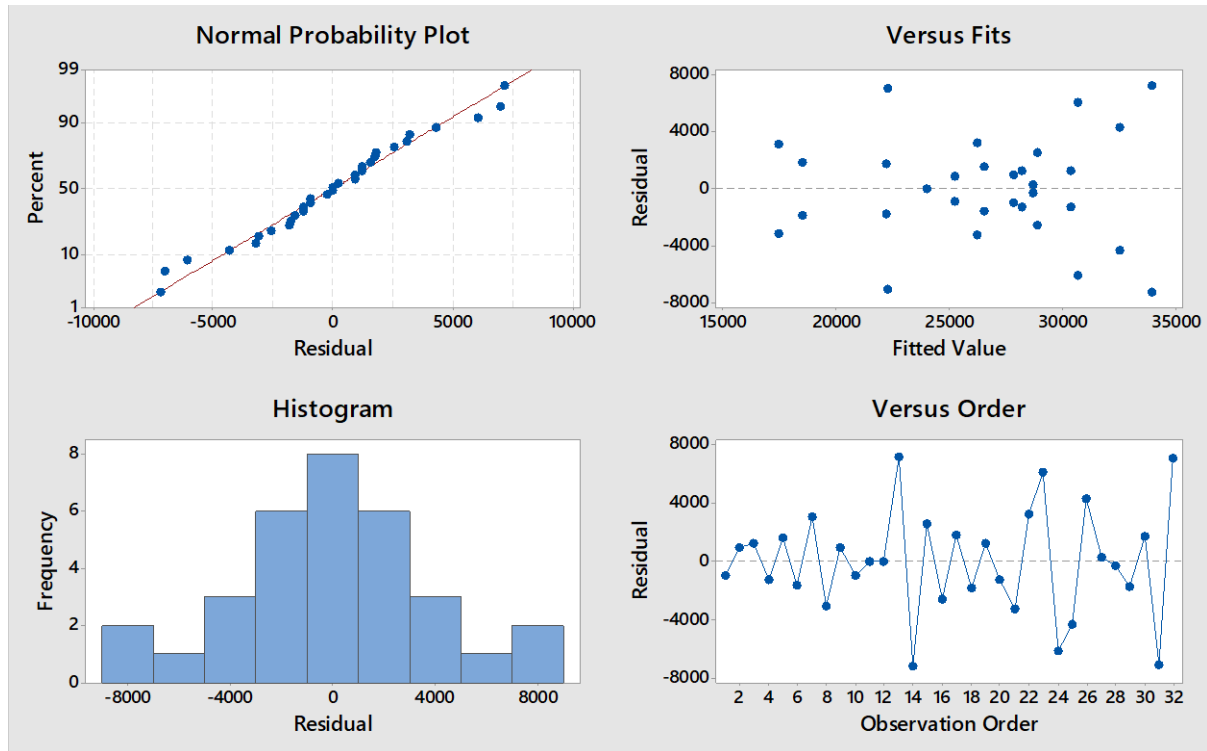 Normal Probability Plot
99
90
50
10
1
Percent
-10000 -5000 0 5000 10000
Residual
Versus Fits
8000
4000
0
-4000
-8000
Residual
15000 20000 25000 30000 35000
Fitted Value
Histogram
8
6
4
2
0
Frequency
-8000 -4000 0 4000 8000
Residual
Versus Order
8000
4000
0
-4000
-8000
Residual
2 4 6 8 10 12 14 16 18 20 22 24 26 28 30 32
Observation Order